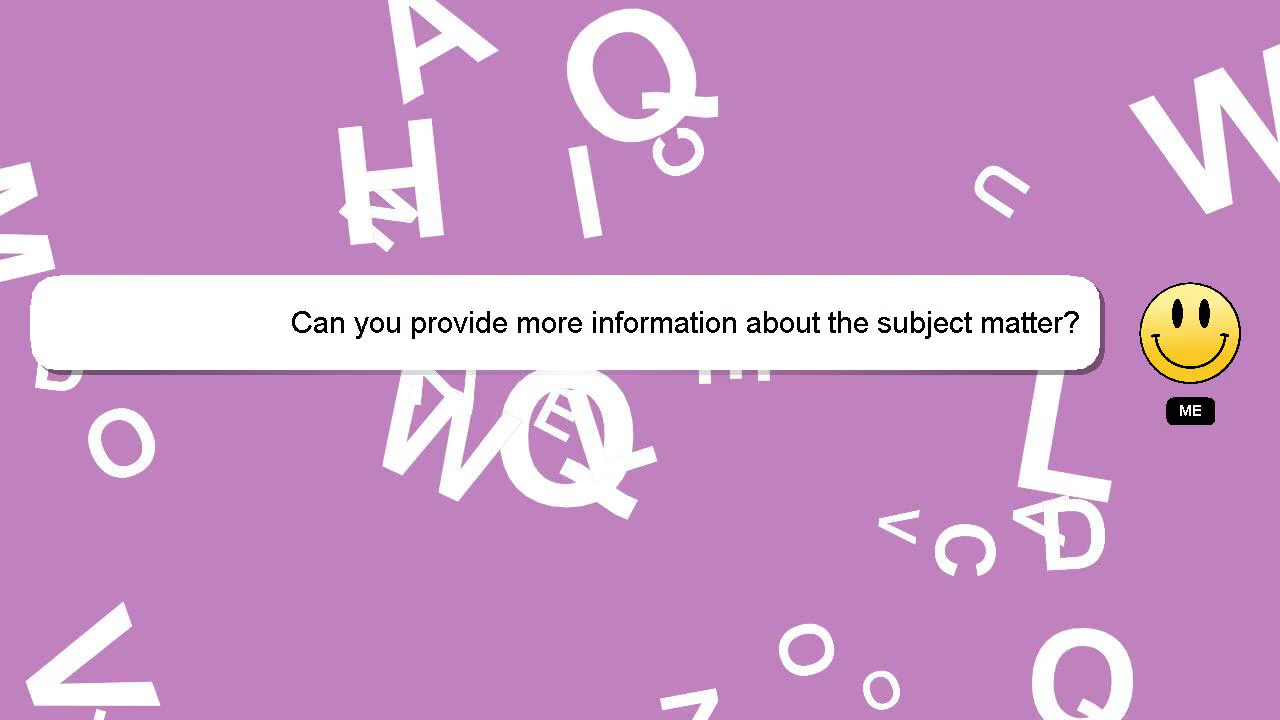 A
Q
W
H
I
C
M
U
M
Can you provide more information about the subject matter?
ME
D
O
W
Q
E
L
V
C
A
D
V
O
O
Q